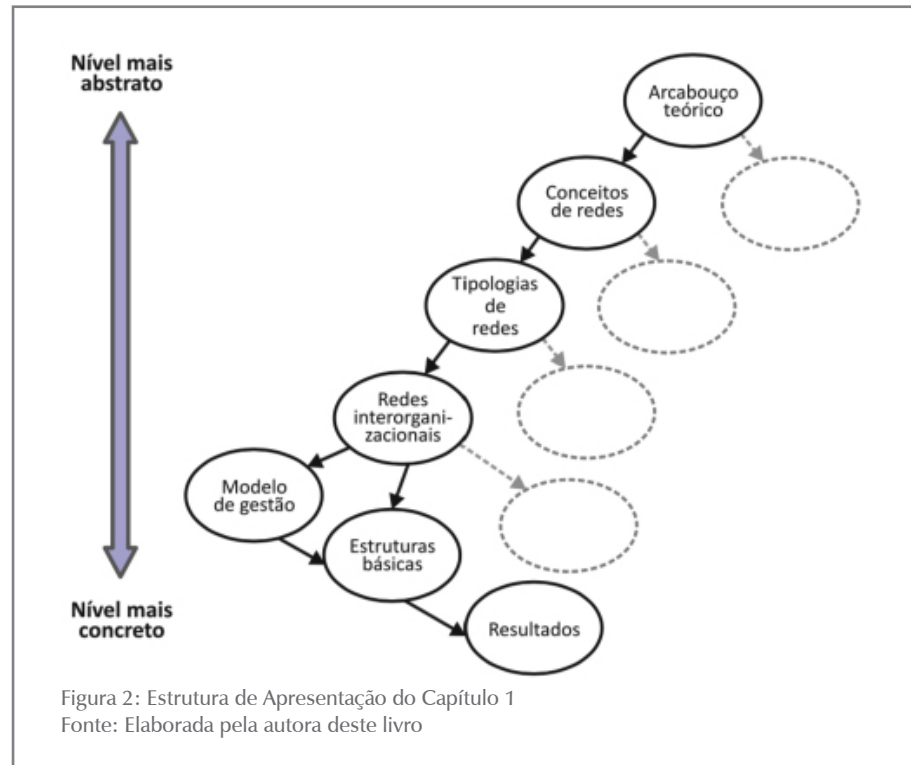 Nível mais
abstrato
Arcabouço
teórico
Conceitos
de redes
Tipologias
de
redes
Redes
interorgani-
zacionais
Modelo
de gestão
Estruturas
básicas
Resultados
Nível mais
concreto
Figura 2: Estrutura de Apresentação do Capítulo 1
Fonte: Elaborada pela autora deste livro